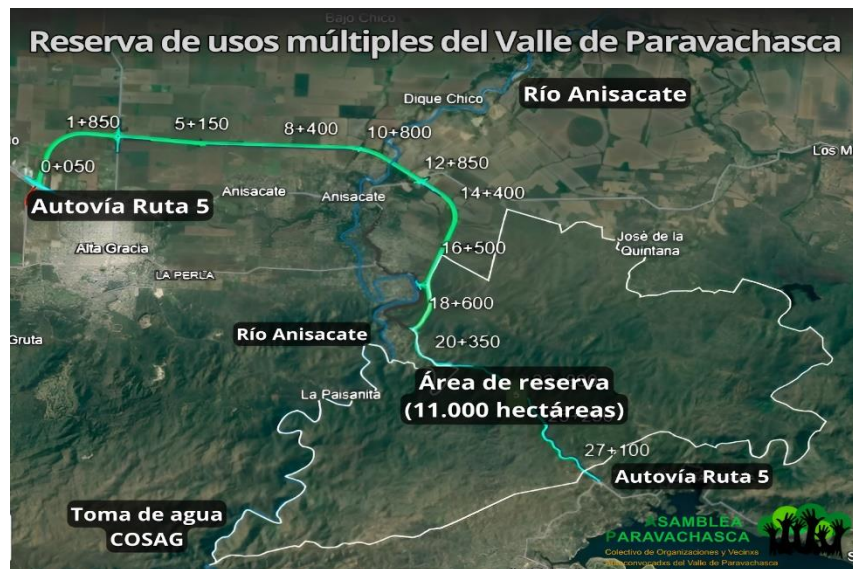 Bajo Chico
Reserva de usos múltiples del Valle de Paravachasca
Dique Chico
Río Anisacate
1+850
5+150
8+400
10+800
0+050
12+850
Los M
14+400
Anisacate
Anisacate
Autovía Ruta 5
José de la
Quintana
Alta Gracia
16+500
LA PERLA
18+600
Río Anisacate
Gruta
20+350
Área de reserva
(11.000 hectáreas)
La Paisanita
27+100
Autovía Ruta 5
Toma de agua
COSAG
ASAMBLEA
PARAVACHASCA
Colectivo de Organizaciones y Vecinxs
Autoconvocadxs del Valle de Paravachasca